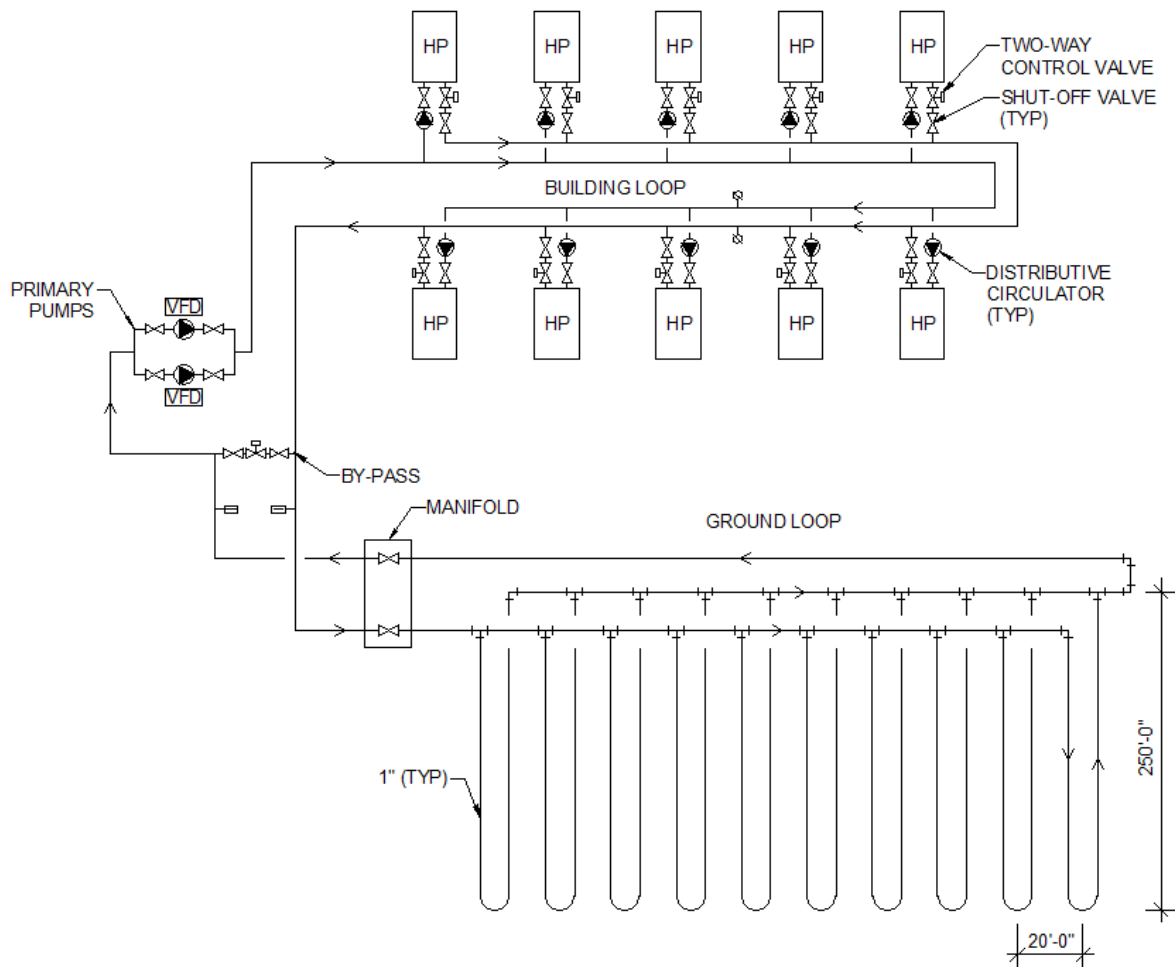 HP HP HP HP HP
TWO-WAY
CONTROL VALVE
SHUT-OFF VALVE
(TYP)
BUILDING LOOP
DISTRIBUTIVE
CIRCULATOR
(TYP)
PRIMARY
PUMPS
VFD
HP HP HP HP HP
VFD
BY-PASS
MANIFOLD
GROUND LOOP
1" (TYP)
250'-0"
20'-0"